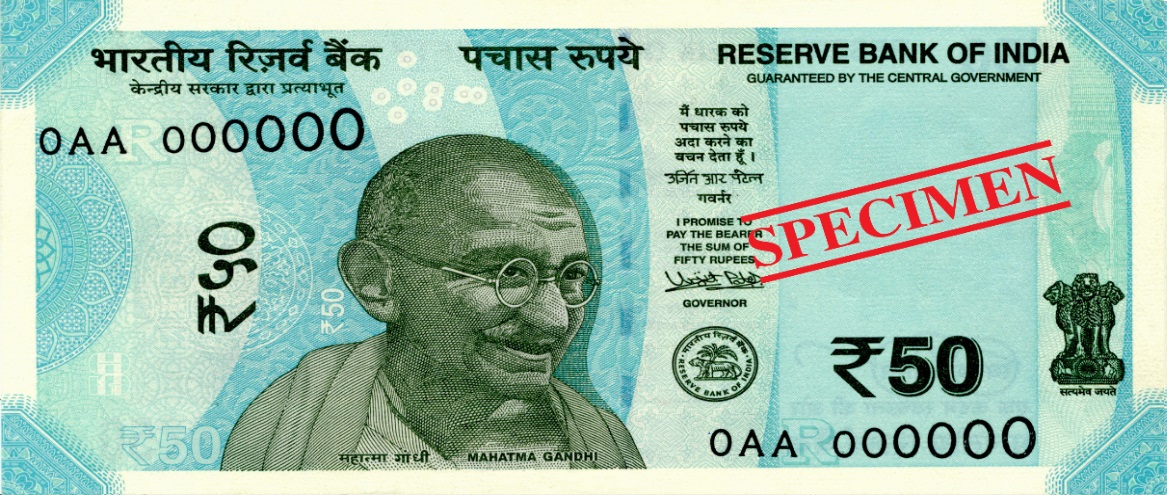 भारतीय रिज़र्व बैंक
केन्द्रीय सरकार द्वारा प्रत्याभूत
0AA 000000
पचास रुपये
RESERVE BANK OF INDIA
GUARANTEED BY THE CENTRAL GOVERNMENT
मैं धारक को
पचास रुपये
अदा करने का
वचन देता हूँ।
उर्जित आर पटेल
गवर्नर
I PROMISE TO
PAY THE BEARER
THE SUM OF
FIFTY RUPEES
GOVERNOR
SPECIMEN
₹५०
₹50
भारतीय रिज़र्व बैंक
RESERVE BANK OF INDIA
₹50
सत्यमेव जयते
₹50
महात्मा गांधी
MAHATMA GANDHI
0AA 000000